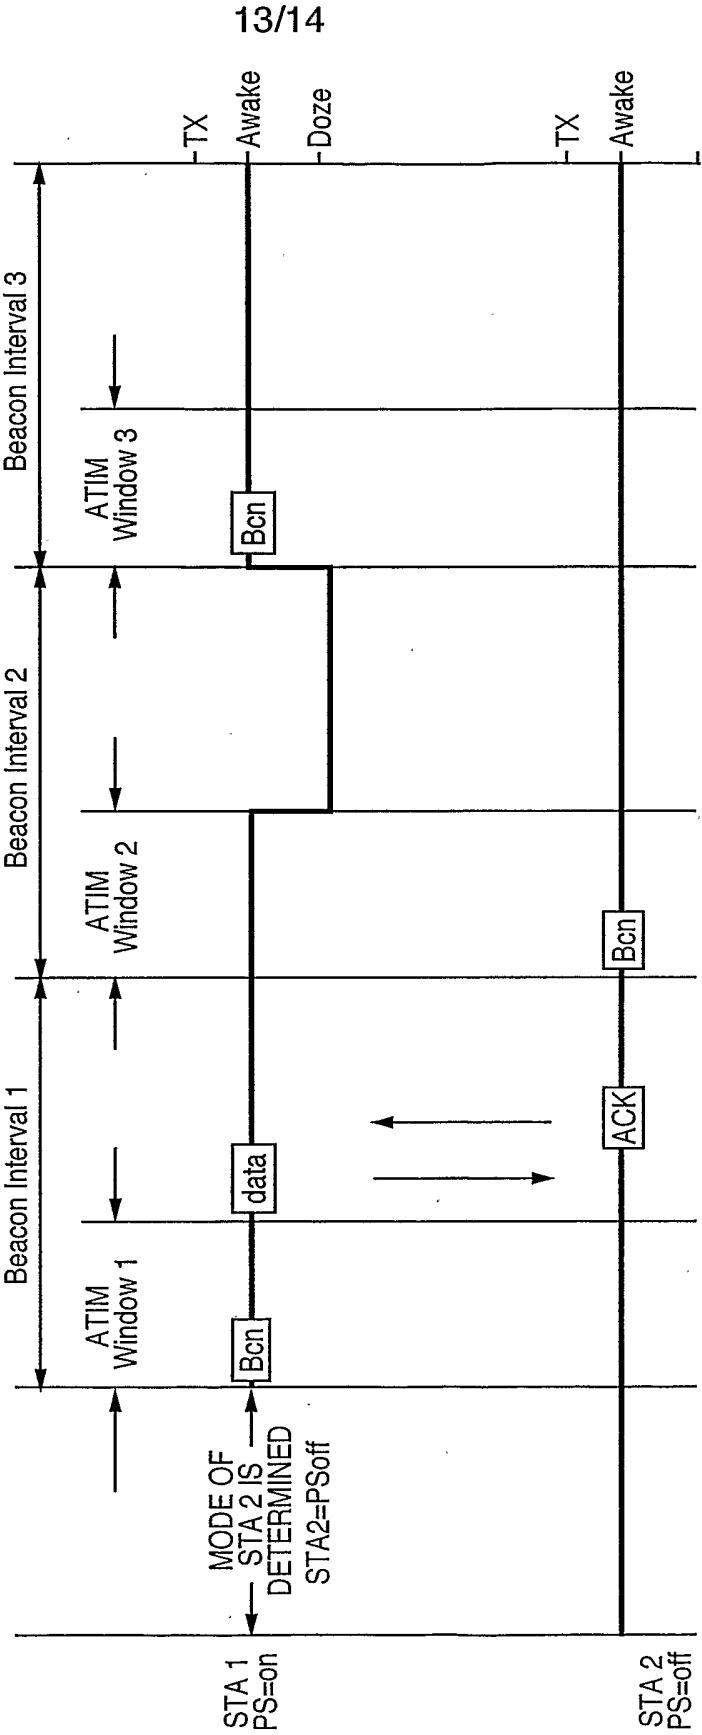 13/14
Beacon Interval 1
Beacon Interval 2
Beacon Interval 3
ATIM
Window 1
ATIM
Window 2
ATIM
Window 3
TX
Awake
Doze
STA 1
PS=on
MODE OF
STA 2 IS
DETERMINED
STA2=PSoff
Bcn
data
Bcn
TX
Awake
STA 2
PS=off
ACK
Bcn